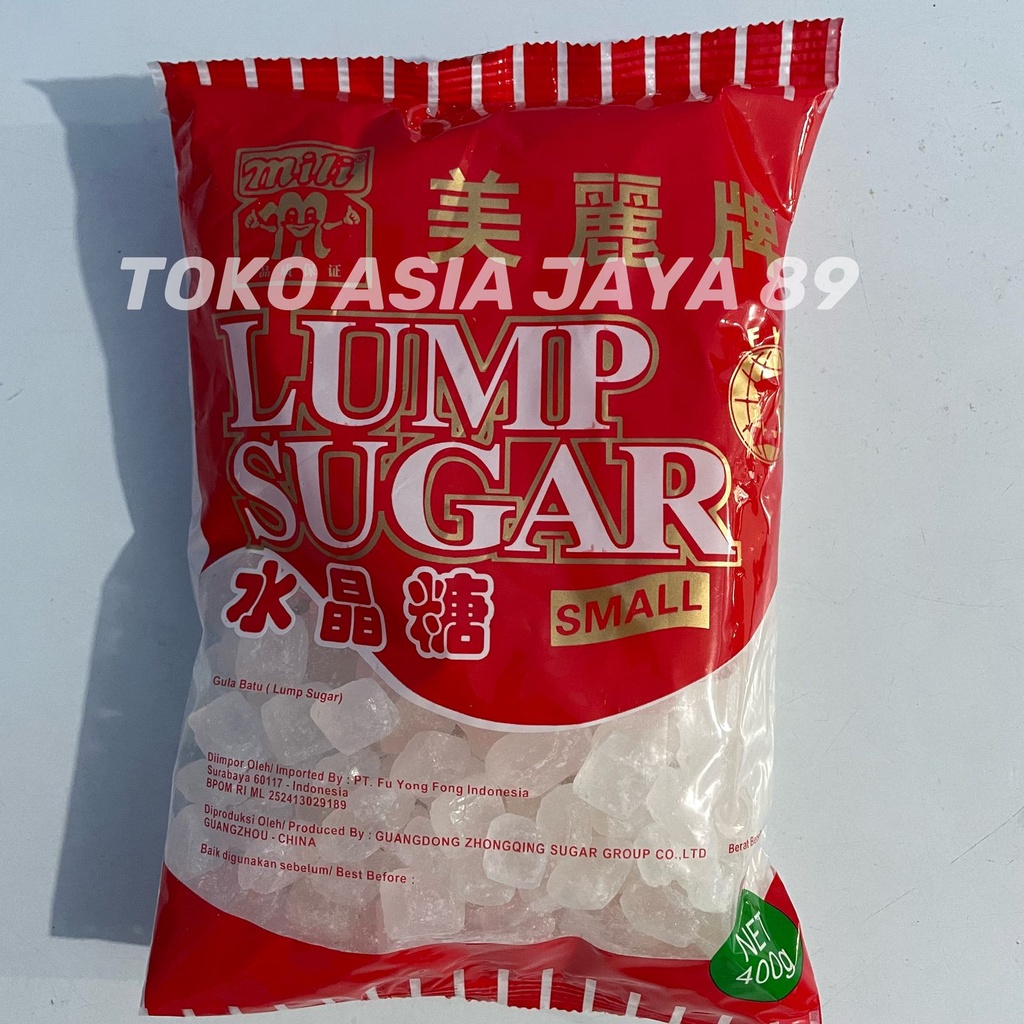 mili®
美麗牌
证
TOKO ASIA JAYA 89
LUMP
SUGAR
水晶糖
SMALL
Gula Batu ( Lump Sugar)
Diimpor Oleh/ Imported By : PT. Fu Yong Fong Indonesia
Surabaya 60117 - Indonesia
BPOM RI ML 252413029189
Diproduksi Oleh/ Produced By : GUANGDONG ZHONGQING SUGAR GROUP CO.,LTD
GUANGZHOU - CHINA
Berat
Baik digunakan sebelum/ Best Before :
NET
400g